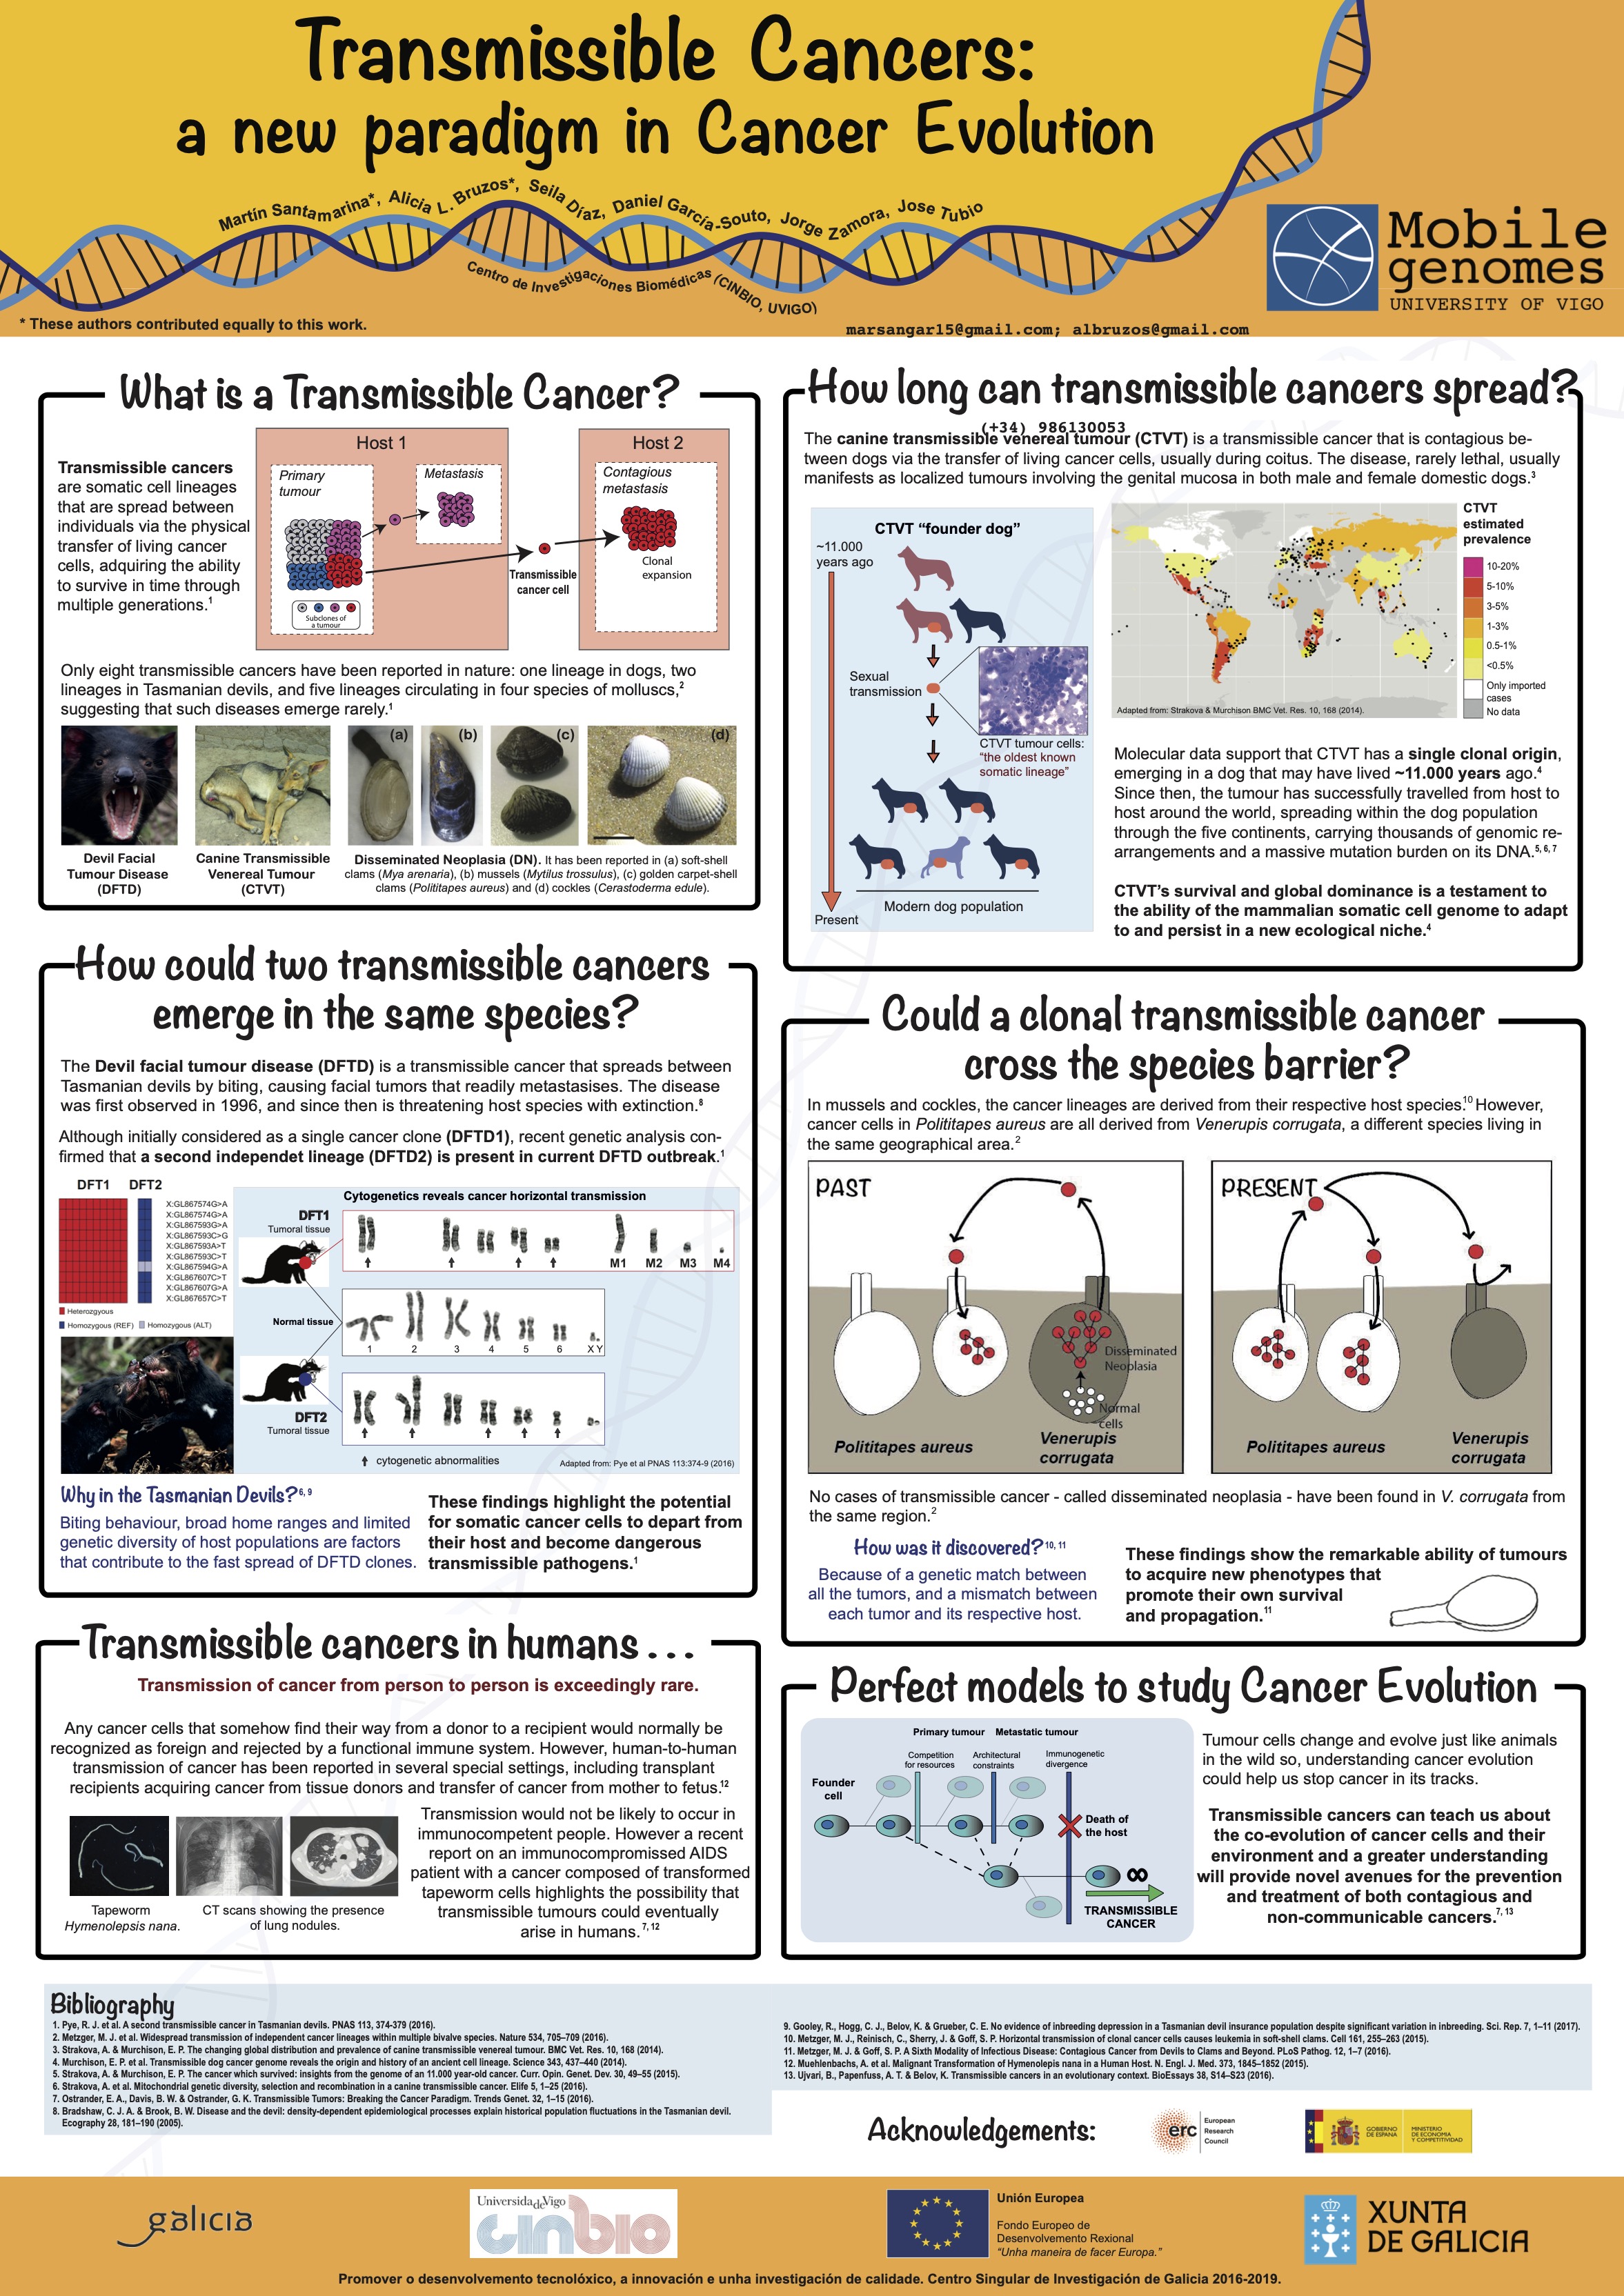 Transmissible Cancers:
a new paradigm in Cancer Evolution
Martín Santamarina*, Alicia L. Bruzos*, Seila Díaz, Daniel García-Souto, Jorge Zamora, Jose Tubio
Centro de Investigaciones Biomédicas (CINBIO, UVIGO)
* These authors contributed equally to this work.
marsangar15@gmail.com; albruzos@gmail.com
Mobile
genomes
UNIVERSITY OF VIGO
What is a Transmissible Cancer?
Transmissible cancers
are somatic cell lineages
that are spread between
individuals via the physical
transfer of living cancer
cells, adquiring the ability
to survive in time through
multiple generations.1
Host 1
Primary
tumour
Metastasis
Subclones of
a tumour
Transmissible
cancer cell
Host 2
Contagious
metastasis
Clonal
expansion
Only eight transmissible cancers have been reported in nature: one lineage in dogs, two
lineages in Tasmanian devils, and five lineages circulating in four species of molluscs,2
suggesting that such diseases emerge rarely.1
(a) (b) (c) (d)
Devil Facial
Tumour Disease
(DFTD)
Canine Transmissible
Venereal Tumour
(CTVT)
Disseminated Neoplasia (DN). It has been reported in (a) soft-shell
clams (Mya arenaria), (b) mussels (Mytilus trossulus), (c) golden carpet-shell
clams (Polititapes aureus) and (d) cockles (Cerastoderma edule).
How long can transmissible cancers spread?
(+34) 986130053
The canine transmissible venereal tumour (CTVT) is a transmissible cancer that is contagious be-
tween dogs via the transfer of living cancer cells, usually during coitus. The disease, rarely lethal, usually
manifests as localized tumours involving the genital mucosa in both male and female domestic dogs.3
CTVT "founder dog"
~11.000
years ago
Sexual
transmission
CTVT tumour cells:
"the oldest known
somatic lineage"
Modern dog population
Present
CTVT
estimated
prevalence
10-20%
5-10%
3-5%
1-3%
0.5-1%
<0.5%
Only imported
cases
No data
Adapted from: Strakova & Murchison BMC Vet. Res. 10, 168 (2014).
Molecular data support that CTVT has a single clonal origin,
emerging in a dog that may have lived ~11.000 years ago.4
Since then, the tumour has successfully travelled from host to
host around the world, spreading within the dog population
through the five continents, carrying thousands of genomic re-
arrangements and a massive mutation burden on its DNA.5, 6, 7
CTVT's survival and global dominance is a testament to
the ability of the mammalian somatic cell genome to adapt
to and persist in a new ecological niche.4
How could two transmissible cancers
emerge in the same species?
The Devil facial tumour disease (DFTD) is a transmissible cancer that spreads between
Tasmanian devils by biting, causing facial tumors that readily metastasises. The disease
was first observed in 1996, and since then is threatening host species with extinction.8
Although initially considered as a single cancer clone (DFTD1), recent genetic analysis con-
firmed that a second independet lineage (DFTD2) is present in current DFTD outbreak.1
DFT1 DFT2
X:GL867574G>A
X:GL867574G>A
X:GL867593G>A
X:GL867593C>G
X:GL867593A>T
X:GL867593C>T
X:GL867594G>A
X:GL867607C>T
X:GL867607G>A
X:GL867657C>T
Heterozgyous
Homozygous (REF) Homozygous (ALT)
Cytogenetics reveals cancer horizontal transmission
DFT1
Tumoral tissue
M1 M2 M3 M4
Normal tissue
1 2 3 4 5 6 X Y
DFT2
Tumoral tissue
cytogenetic abnormalities
Adapted from: Pye et al PNAS 113:374-9 (2016)
Why in the Tasmanian Devils?6, 9
Biting behaviour, broad home ranges and limited
genetic diversity of host populations are factors
that contribute to the fast spread of DFTD clones.
These findings highlight the potential
for somatic cancer cells to depart from
their host and become dangerous
transmissible pathogens.1
Could a clonal transmissible cancer
cross the species barrier?
In mussels and cockles, the cancer lineages are derived from their respective host species.10 However,
cancer cells in Polititapes aureus are all derived from Venerupis corrugata, a different species living in
the same geographical area.2
PAST
Disseminated
Neoplasia
Normal
cells
Polititapes aureus
Venerupis
corrugata
PRESENT
Polititapes aureus
Venerupis
corrugata
No cases of transmissible cancer - called disseminated neoplasia - have been found in V. corrugata from
the same region.2
How was it discovered?10, 11
Because of a genetic match between
all the tumors, and a mismatch between
each tumor and its respective host.
These findings show the remarkable ability of tumours
to acquire new phenotypes that
promote their own survival
and propagation.11
Transmissible cancers in humans . . .
Transmission of cancer from person to person is exceedingly rare.
Any cancer cells that somehow find their way from a donor to a recipient would normally be
recognized as foreign and rejected by a functional immune system. However, human-to-human
transmission of cancer has been reported in several special settings, including transplant
recipients acquiring cancer from tissue donors and transfer of cancer from mother to fetus.12
Tapeworm
Hymenolepsis nana.
CT scans showing the presence
of lung nodules.
Transmission would not be likely to occur in
immunocompetent people. However a recent
report on an immunocompromissed AIDS
patient with a cancer composed of transformed
tapeworm cells highlights the possibility that
transmissible tumours could eventually
arise in humans. 7, 12
Perfect models to study Cancer Evolution
Primary tumour Metastatic tumour
Competition
for resources
Architectural
constraints
Immunogenetic
divergence
Founder
cell
Death of
the host
∞
TRANSMISSIBLE
CANCER
Tumour cells change and evolve just like animals
in the wild so, understanding cancer evolution
could help us stop cancer in its tracks.
Transmissible cancers can teach us about
the co-evolution of cancer cells and their
environment and a greater understanding
will provide novel avenues for the prevention
and treatment of both contagious and
non-communicable cancers.7, 13
Bibliography
1. Pye, R. J. et al. A second transmissible cancer in Tasmanian devils. PNAS 113, 374-379 (2016).
2. Metzger, M. J. et al. Widespread transmission of independent cancer lineages within multiple bivalve species. Nature 534, 705–709 (2016).
3. Strakova, A. & Murchison, E. P. The changing global distribution and prevalence of canine transmissible venereal tumour. BMC Vet. Res. 10, 168 (2014).
4. Murchison, E. P. et al. Transmissible dog cancer genome reveals the origin and history of an ancient cell lineage. Science 343, 437–440 (2014).
5. Strakova, A. & Murchison, E. P. The cancer which survived: insights from the genome of an 11.000 year-old cancer. Curr. Opin. Genet. Dev. 30, 49–55 (2015).
6. Strakova, A. et al. Mitochondrial genetic diversity, selection and recombination in a canine transmissible cancer. Elife 5, 1–25 (2016).
7. Ostrander, E. A., Davis, B. W. & Ostrander, G. K. Transmissible Tumors: Breaking the Cancer Paradigm. Trends Genet. 32, 1–15 (2016).
8. Bradshaw, C. J. A. & Brook, B. W. Disease and the devil: density-dependent epidemiological processes explain historical population fluctuations in the Tasmanian devil.
Ecography 28, 181–190 (2005).
9. Gooley, R., Hogg, C. J., Belov, K. & Grueber, C. E. No evidence of inbreeding depression in a Tasmanian devil insurance population despite significant variation in inbreeding. Sci. Rep. 7, 1–11 (2017).
10. Metzger, M. J., Reinisch, C., Sherry, J. & Goff, S. P. Horizontal transmission of clonal cancer cells causes leukemia in soft-shell clams. Cell 161, 255–263 (2015).
11. Metzger, M. J. & Goff, S. P. A Sixth Modality of Infectious Disease: Contagious Cancer from Devils to Clams and Beyond. PLoS Pathog. 12, 1–7 (2016).
12. Muehlenbachs, A. et al. Malignant Transformation of Hymenolepis nana in a Human Host. N. Engl. J. Med. 373, 1845–1852 (2015).
13. Ujvari, B., Papenfuss, A. T. & Belov, K. Transmissible cancers in an evolutionary context. BioEssays 38, S14–S23 (2016).
Acknowledgements:
erc
European
Research
Council
GOBIERNO
DE ESPAÑA
MINISTERIO
DE ECONOMÍA
Y COMPETITIVIDAD
galicia
Universidade de Vigo
cinbio
Unión Europea
Fondo Europeo de
Desenvolvemento Rexional
"Unha maneira de facer Europa."
XUNTA
DE GALICIA
Promover o desenvolvemento tecnolóxico, a innovación e unha investigación de calidade. Centro Singular de Investigación de Galicia 2016-2019.